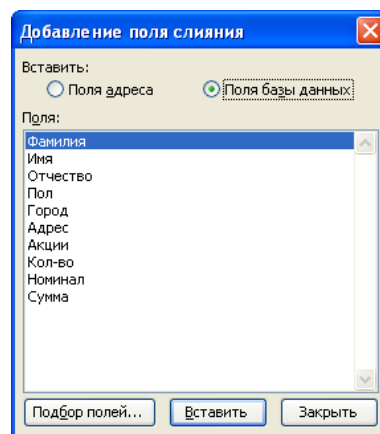 Добавление поля слияния
Вставить:
Поля адреса Поля базы данных
Поля:
Фамилия
Имя
Отчество
Пол
Город
Адрес
Акции
Кол-во
Номинал
Сумма
Подбор полей... Вставить Закрыть